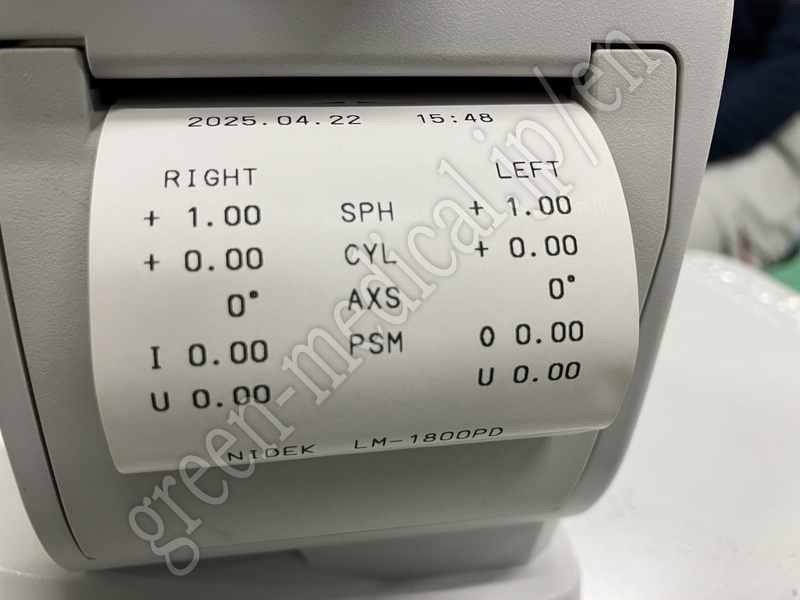 2025.04.22 15:48
RIGHT LEFT
+ 1.00 SPH + 1.00
+ 0.00 CYL + 0.00
0° AXS 0°
I 0.00 PSM O 0.00
U 0.00 U 0.00
NIDEK LM-1800PD
green-medical.jp/en